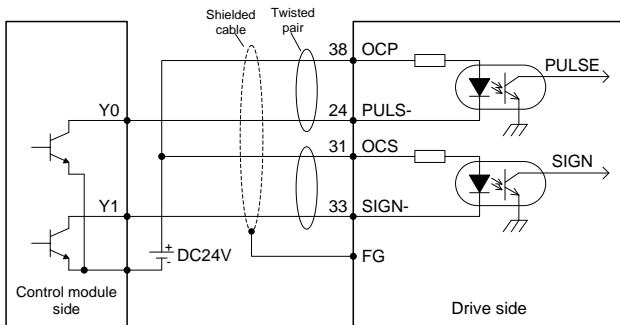 Shielded
cable
Twisted
pair
38 OCP
PULSE
Y0
24 PULS-
31 OCS
SIGN
Y1
33 SIGN-
+
DC24V
-
FG
Control module
side
Drive side